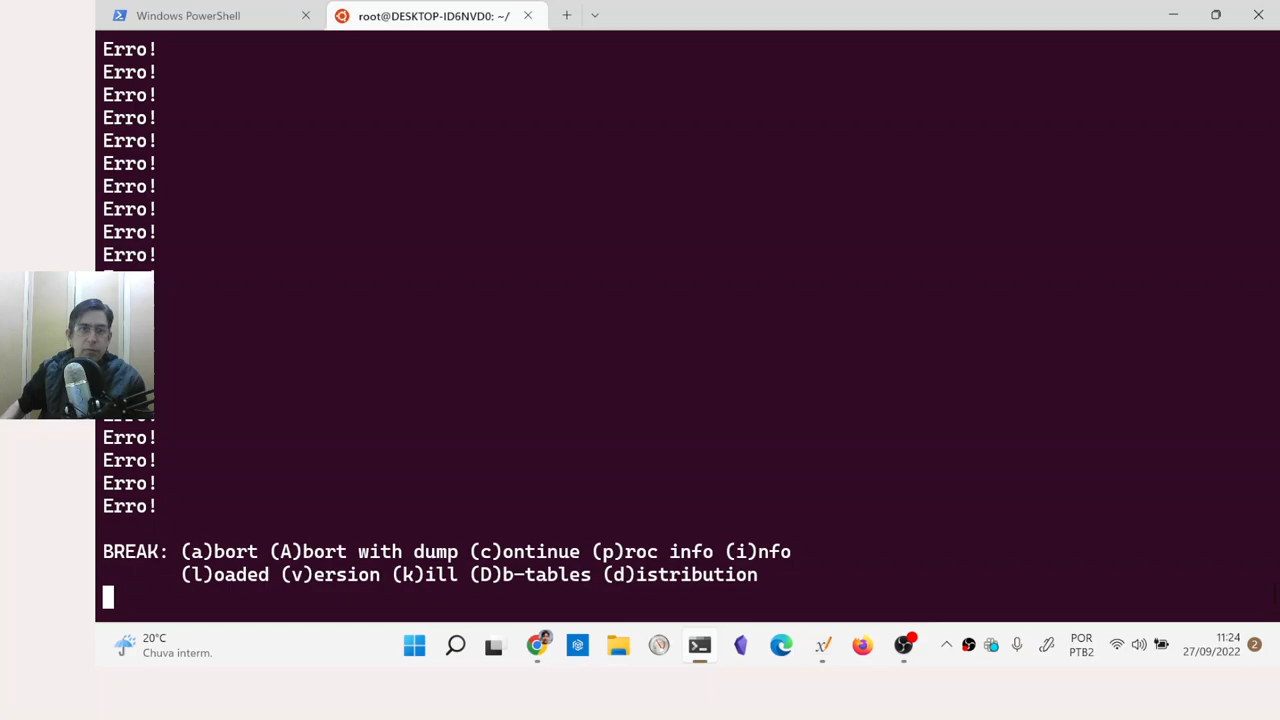 Windows PowerShell
root@DESKTOP-ID6NVD0: ~/
Erro!
Erro!
Erro!
Erro!
Erro!
Erro!
Erro!
Erro!
Erro!
Erro!
Erro!
Erro!
Erro!
Erro!
BREAK: (a)bort (A)bort with dump (c)ontinue (p)roc info (i)nfo
(l)oaded (v)ersion (k)ill (D)b-tables (d)istribution
20°C
Chuva interm.
POR
PTB2
11:24
27/09/2022
2